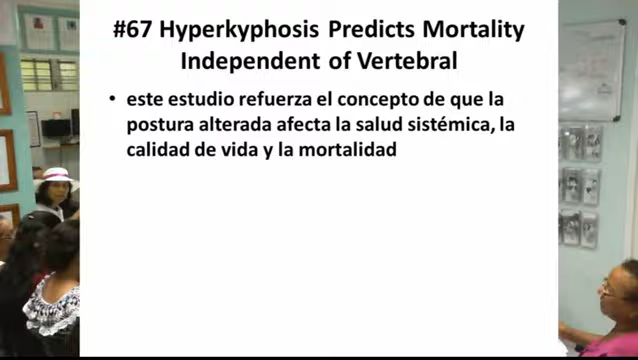 #67 Hyperkyphosis Predicts Mortality
Independent of Vertebral
• este estudio refuerza el concepto de que la
postura alterada afecta la salud sistémica, la
calidad de vida y la mortalidad